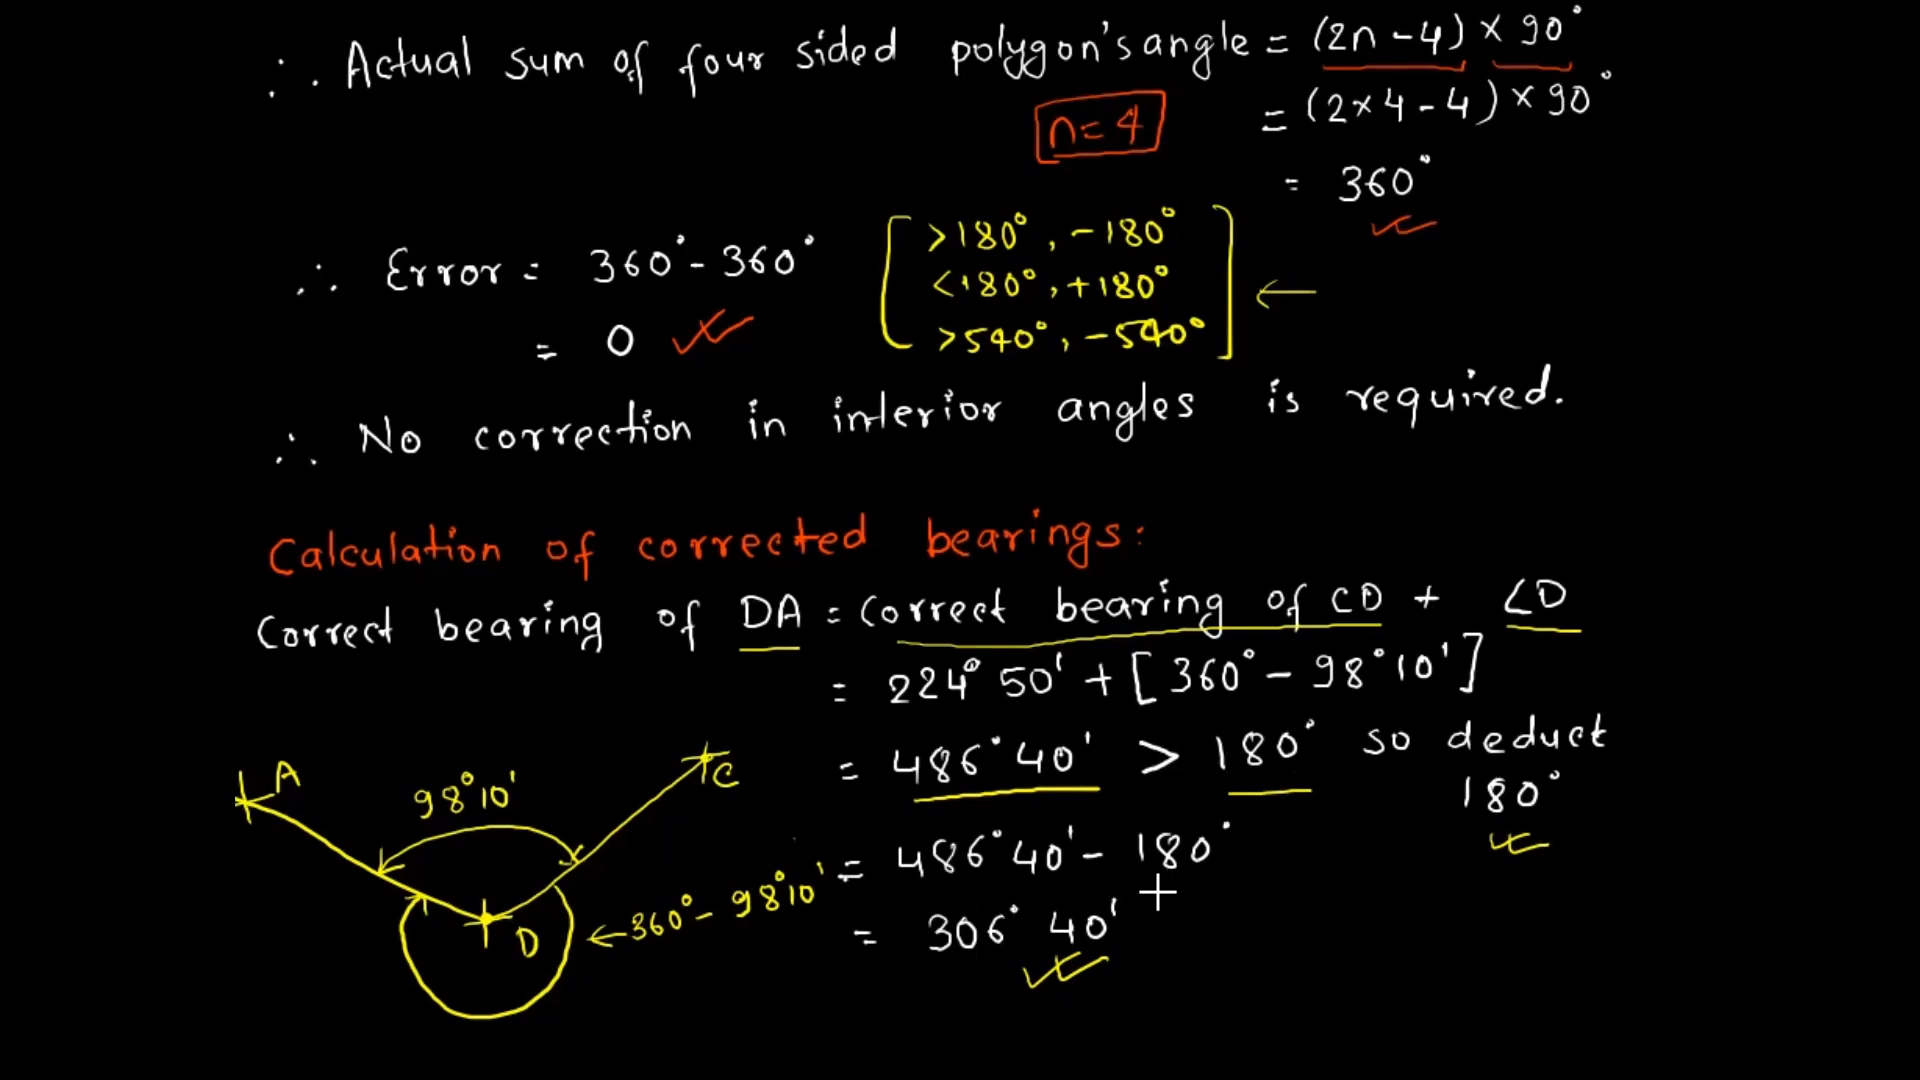 ∴ Actual sum of four sided polygon's angle = (2n - 4) × 90°
n = 4
= (2 × 4 - 4) × 90°
= 360°
∴ Error = 360° - 360°
= 0
>180°, -180°
<180°, +180°
>540°, -540°
∴ No correction in interior angles is required.
Calculation of corrected bearings:
Correct bearing of DA = Correct bearing of CD + ∠D
= 224° 50' + [360° - 98° 10']
= 486° 40' > 180° so deduct 180°
= 486° 40' - 180°
= 306° 40'
A
98° 10'
C
D
← 360° - 98° 10'